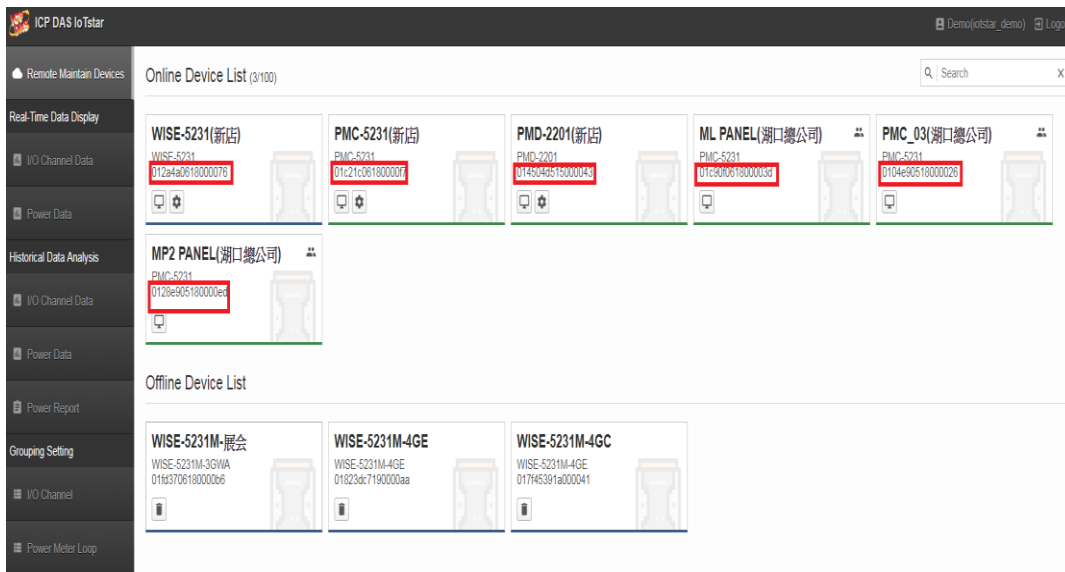 ICP DAS IoTstar
Demo(iotstar_demo) Logo
Remote Maintain Devices
Online Device List (3/100)
Search X
Real-Time Data Display
I/O Channel Data
Power Data
Historical Data Analysis
I/O Channel Data
Power Data
Power Report
Grouping Setting
I/O Channel
Power Meter Loop
WISE-5231(新店)
WISE-5231
012a4a0618000076
PMC-5231(新店)
PMC-5231
01c21c06180000f7
PMD-2201(新店)
PMD-2201
014504d515000043
ML PANEL(湖口總公司)
PMC-5231
01c90f061800003d
PMC_03(湖口總公司)
PMC-5231
0104e90518000026
MP2 PANEL(湖口總公司)
PMC-5231
0128e905180000ed
Offline Device List
WISE-5231M-展会
WISE-5231M-3GWA
01fd3706180000b6
WISE-5231M-4GE
WISE-5231M-4GE
01823dc7190000aa
WISE-5231M-4GC
WISE-5231M-4GE
017f45391a000041